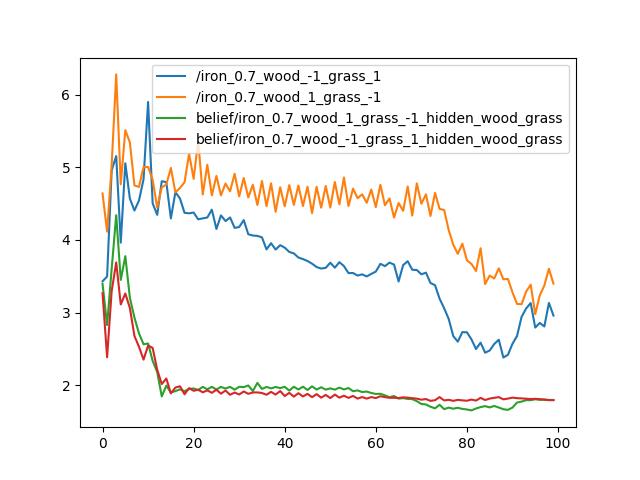 /iron_0.7_wood_-1_grass_1
/iron_0.7_wood_1_grass_-1
belief/iron_0.7_wood_1_grass_-1_hidden_wood_grass
belief/iron_0.7_wood_-1_grass_1_hidden_wood_grass
6
5
4
3
2
0 20 40 60 80 100